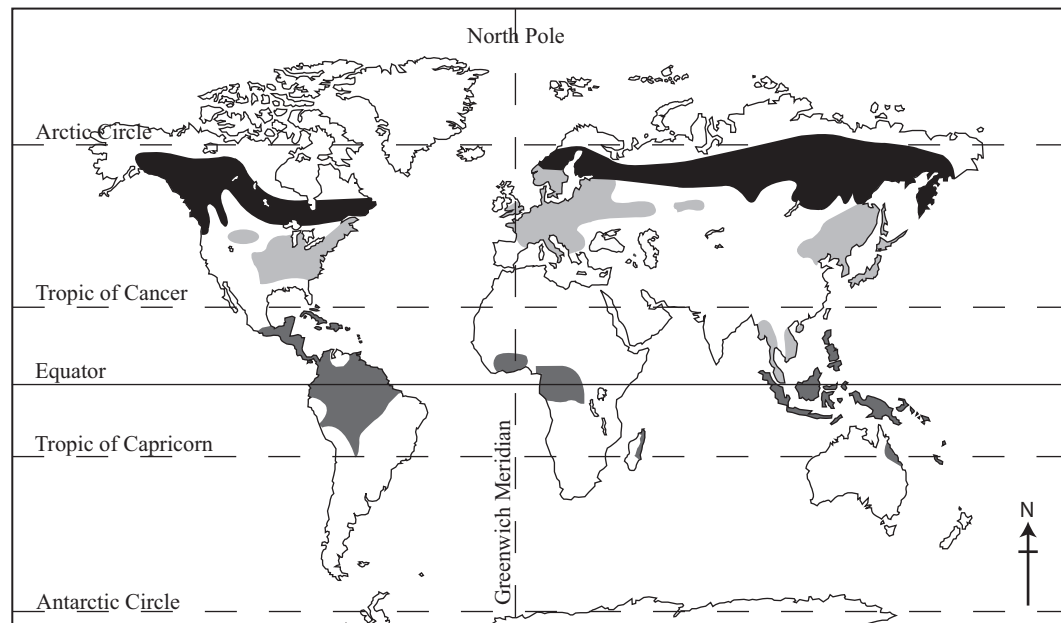 North Pole
Arctic Circle
Tropic of Cancer
Equator
Tropic of Capricorn
Greenwich Meridian
N
Antarctic Circle